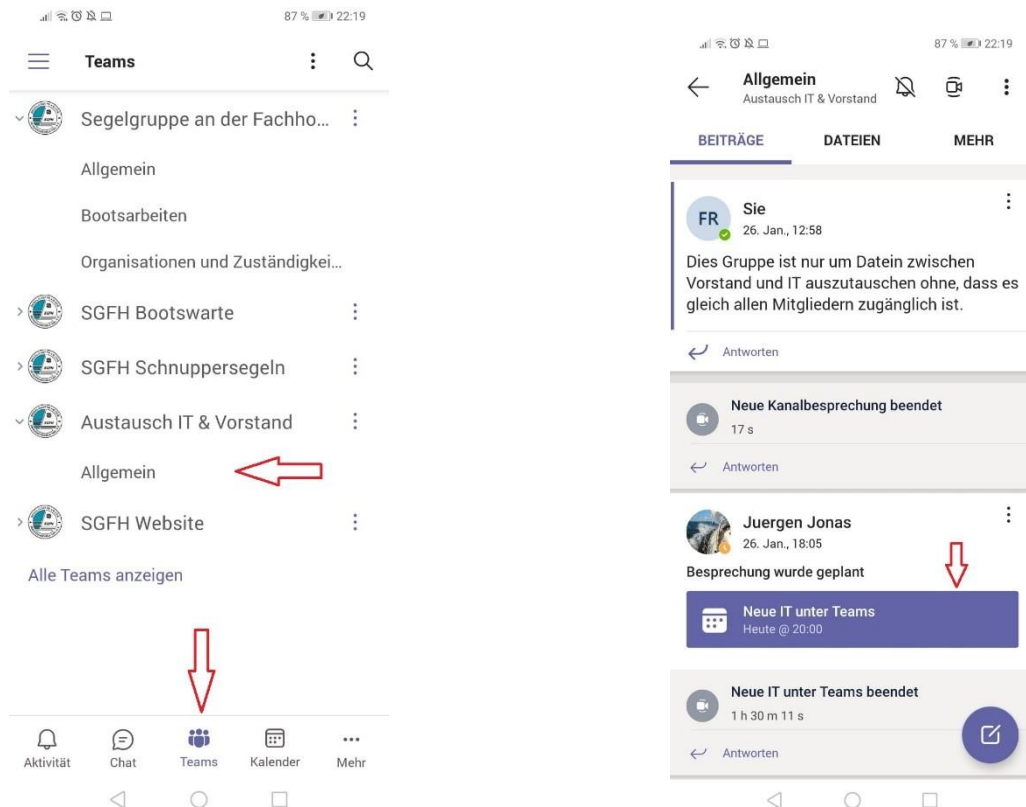 87 % 22:19
Teams
Segelgruppe an der Fachho...
Allgemein
Bootsarbeiten
Organisationen und Zuständigkei...
SGFH Bootswarte
SGFH Schnuppersegeln
Austausch IT & Vorstand
Allgemein
SGFH Website
Alle Teams anzeigen
Aktivität
Chat
Teams
Kalender
Mehr
87 % 22:19
Allgemein
Austausch IT & Vorstand
BEITRÄGE
DATEIEN
MEHR
FR
Sie
26. Jan., 12:58
Dies Gruppe ist nur um Datein zwischen
Vorstand und IT auszutauschen ohne, dass es
gleich allen Mitgliedern zugänglich ist.
Antworten
Neue Kanalbesprechung beendet
17 s
Antworten
Juergen Jonas
26. Jan., 18:05
Besprechung wurde geplant
Neue IT unter Teams
Heute @ 20:00
Neue IT unter Teams beendet
1 h 30 m 11 s
Antworten